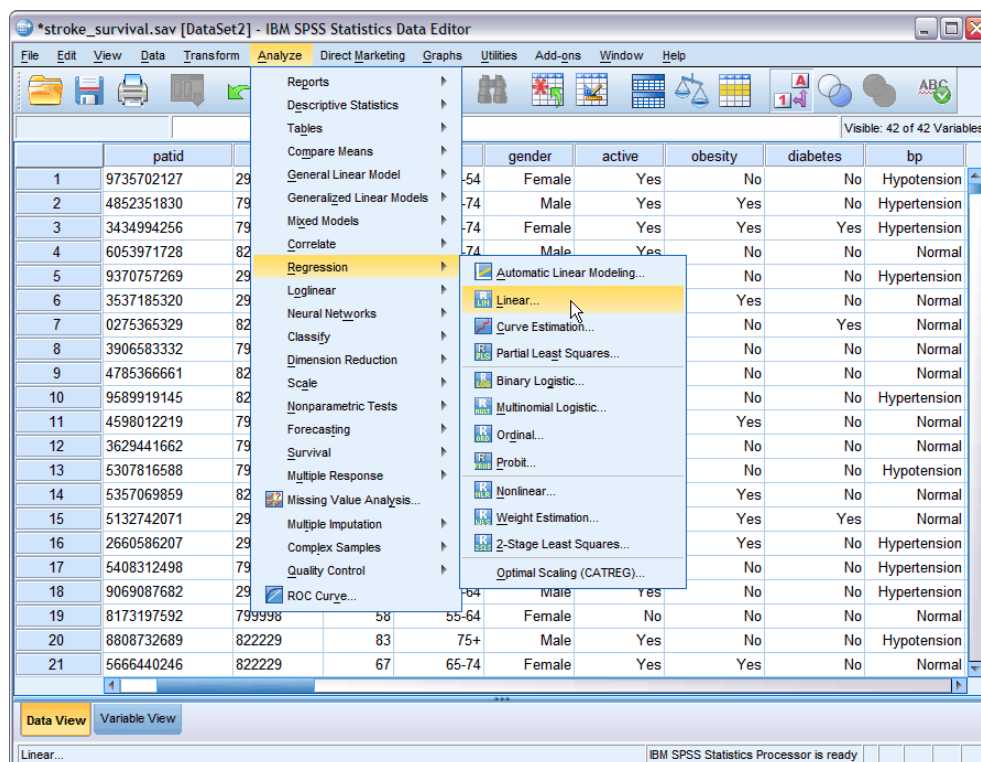 *stroke_survival.sav [DataSet2] - IBM SPSS Statistics Data Editor
File Edit View Data Transform Analyze Direct Marketing Graphs Utilities Add-ons Window Help
A
1
ABC
Visible: 42 of 42 Variables
Reports
Descriptive Statistics
Tables
Compare Means
General Linear Model
Generalized Linear Models
Mixed Models
Correlate
Regression
Loglinear
Neural Networks
Classify
Dimension Reduction
Scale
Nonparametric Tests
Forecasting
Survival
Multiple Response
Missing Value Analysis...
Multiple Imputation
Complex Samples
Quality Control
ROC Curve...
Automatic Linear Modeling...
Linear...
Curve Estimation...
Partial Least Squares...
Binary Logistic...
Multinomial Logistic...
Ordinal...
Probit...
Nonlinear...
Weight Estimation...
2-Stage Least Squares...
Optimal Scaling (CATREG)...
patid gender active obesity diabetes bp
1 9735702127 29 -54 Female Yes No No Hypotension
2 4852351830 79 -74 Male Yes Yes No Hypertension
3 3434994256 79 -74 Female Yes Yes Yes Hypertension
4 6053971728 82 -74 Male Yes No No Normal
5 9370757269 29 No No Hypertension
6 3537185320 29 Yes No Normal
7 0275365329 82 No Yes Normal
8 3906583332 79 No No Normal
9 4785366661 82 No No Normal
10 9589919145 82 No No Hypertension
11 4598012219 79 Yes No Normal
12 3629441662 79 No No Normal
13 5307816588 79 No No Hypotension
14 5357069859 82 Yes No Normal
15 5132742071 29 Yes Yes Normal
16 2660586207 29 Yes No Hypertension
17 5408312498 79 No No Hypertension
18 9069087682 29 -64 Male Yes No No Hypertension
19 8173197592 799998 58 55-64 Female No No No Normal
20 8808732689 822229 83 75+ Male Yes No No Hypotension
21 5666440246 822229 67 65-74 Female Yes Yes No Normal
Data View Variable View
Linear... IBM SPSS Statistics Processor is ready